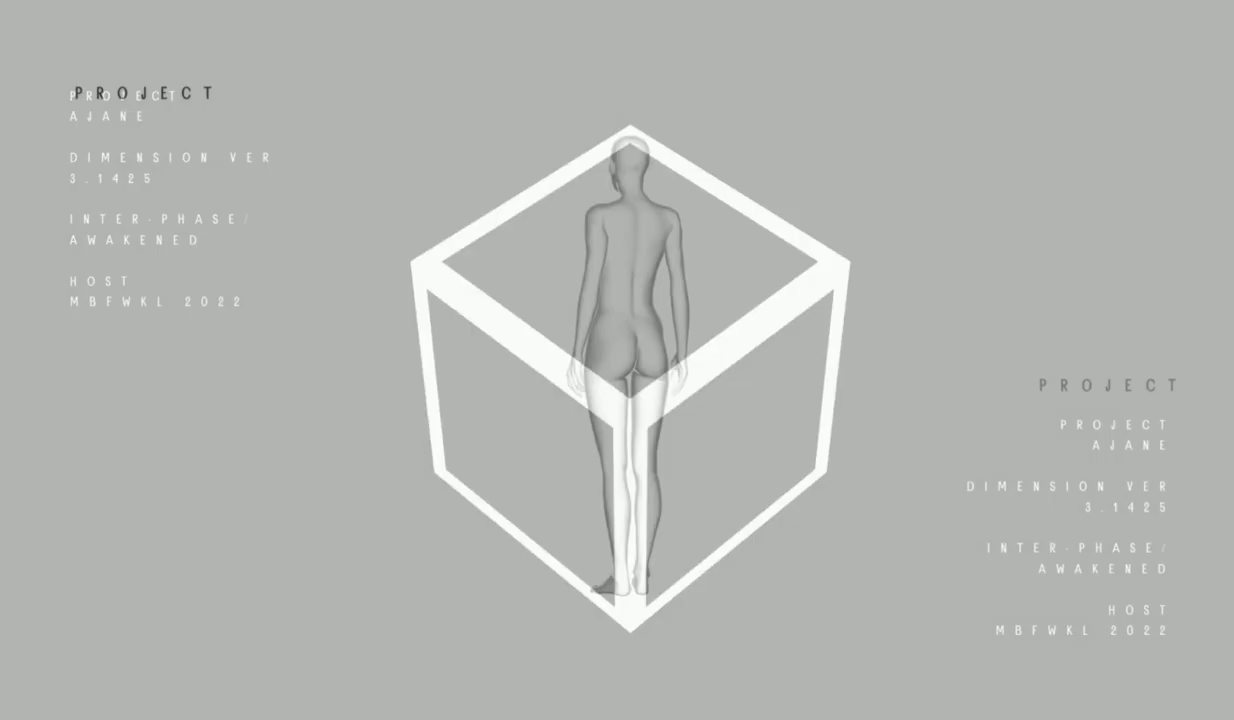 PROJECT
PROJECT
AJANE
DIMENSION VER
3.1425
INTER-PHASE/
AWAKENED
HOST
MBFWKL 2022
PROJECT
PROJECT
AJANE
DIMENSION VER
3.1425
INTER-PHASE/
AWAKENED
HOST
MBFWKL 2022